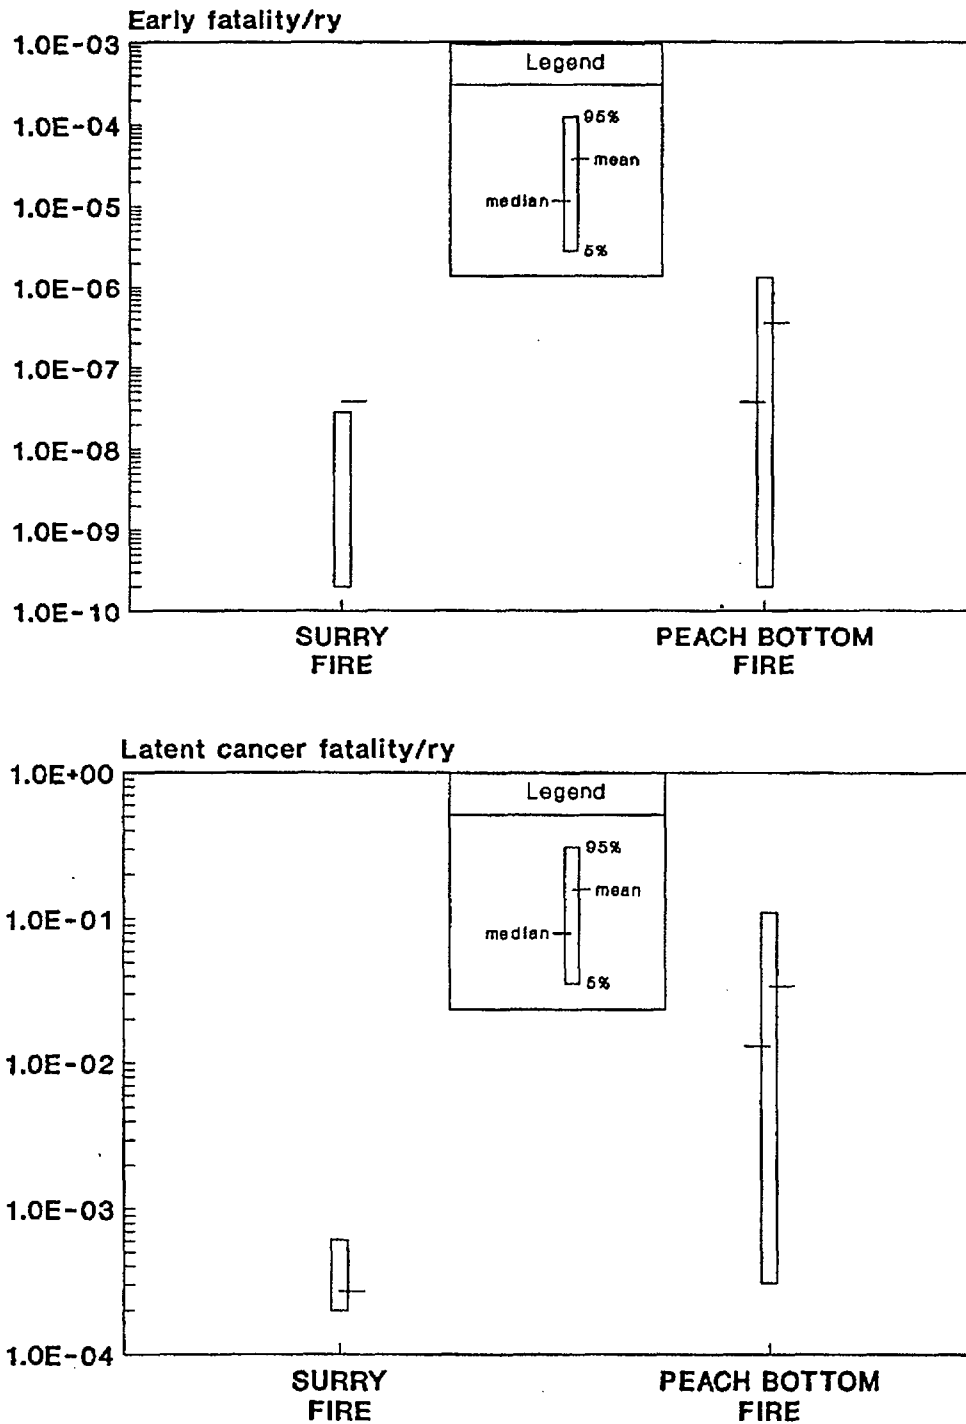 Early fatality/ry
1.0E-03
1.0E-04
1.0E-05
1.0E-06
1.0E-07
1.0E-08
1.0E-09
1.0E-10
Legend
95%
mean
median
5%
SURRY
FIRE
PEACH BOTTOM
FIRE
Latent cancer fatality/ry
1.0E+00
1.0E-01
1.0E-02
1.0E-03
1.0E-04
Legend
95%
mean
median
5%
SURRY
FIRE
PEACH BOTTOM
FIRE